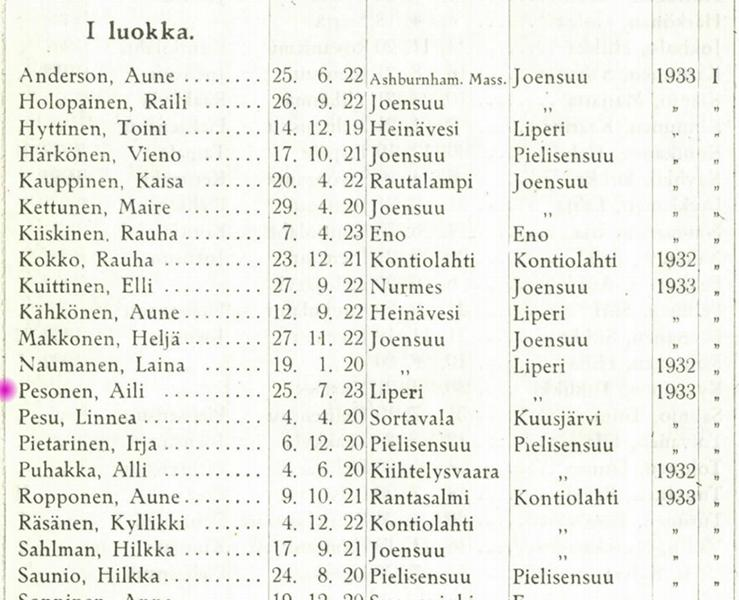 I luokka.
Anderson, Aune ........ 25. 6. 22 Ashburnham. Mass. Joensuu 1933 „
Holopainen, Raili ....... 26. 9. 22 Joensuu „ „ „
Hyttinen, Toini ......... 14. 12. 19 Heinävesi Liperi „ „
Härkönen, Vieno ....... 17. 10. 21 Joensuu Pielisensuu „ „
Kauppinen, Kaisa ....... 20. 4. 22 Rautalampi Joensuu „ „
Kettunen, Maire ........ 29. 4. 20 Joensuu „ „ „
Kiiskinen, Rauha ....... 7. 4. 23 Eno Eno „ „
Kokko, Rauha .......... 23. 12. 21 Kontiolahti Kontiolahti 1932 „
Kuittinen, Elli .......... 27. 9. 22 Nurmes Joensuu 1933 „
Kähkönen, Aune ........ 12. 9. 22 Heinävesi Liperi „ „
Makkonen, Heljä ........ 27. 11. 22 Joensuu Joensuu „ „
Naumanen, Laina ...... 19. 1. 20 „ Liperi 1932 „
Pesonen, Aili .......... 25. 7. 23 Liperi „ 1933 „
Pesu, Linnea ........... 4. 4. 20 Sortavala Kuusjärvi „ „
Pietarinen, Irja ......... 6. 12. 20 Pielisensuu Pielisensuu „ „
Puhakka, Alli .......... 4. 6. 20 Kiihtelysvaara „ 1932 „
Ropponen, Aune ........ 9. 10. 21 Rantasalmi Kontiolahti 1933 „
Räsänen, Kyllikki ...... 4. 12. 22 Kontiolahti „ „ „
Sahlman, Hilkka ........ 17. 9. 21 Joensuu „ „ „
Saunio, Hilkka .......... 24. 8. 20 Pielisensuu Pielisensuu „ „